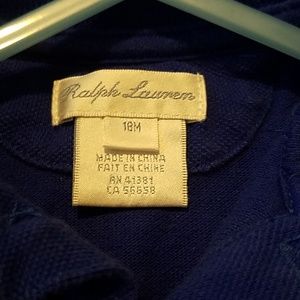 Ralph Lauren
18M
MADE IN CHINA
FAIT EN CHINE
RN 41381
CA 56658